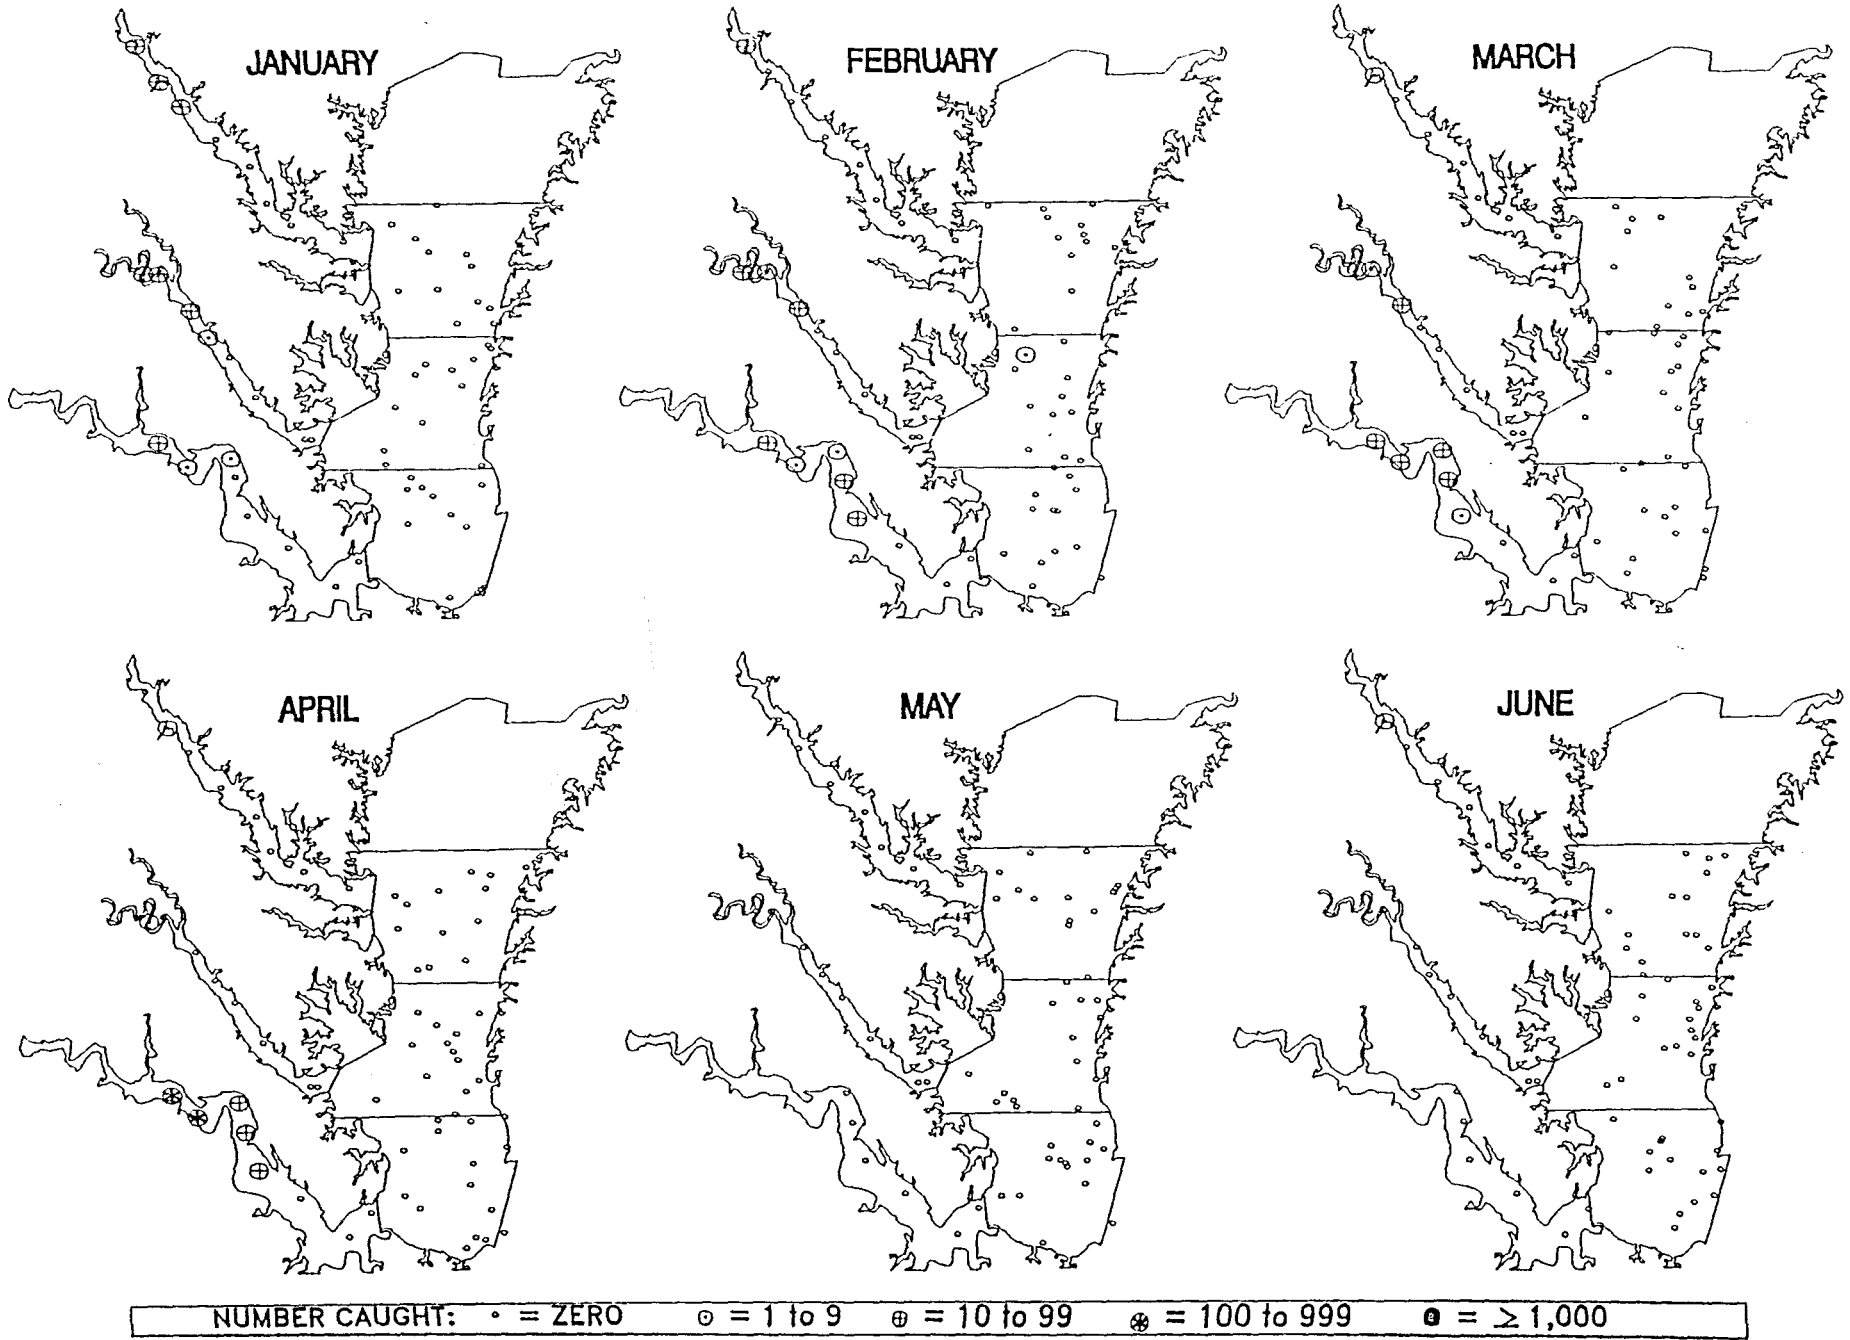 JANUARY
FEBRUARY
MARCH
APRIL
MAY
JUNE
NUMBER CAUGHT: = ZERO = 1 to 9 = 10 to 99 = 100 to 999 = ≥ 1,000